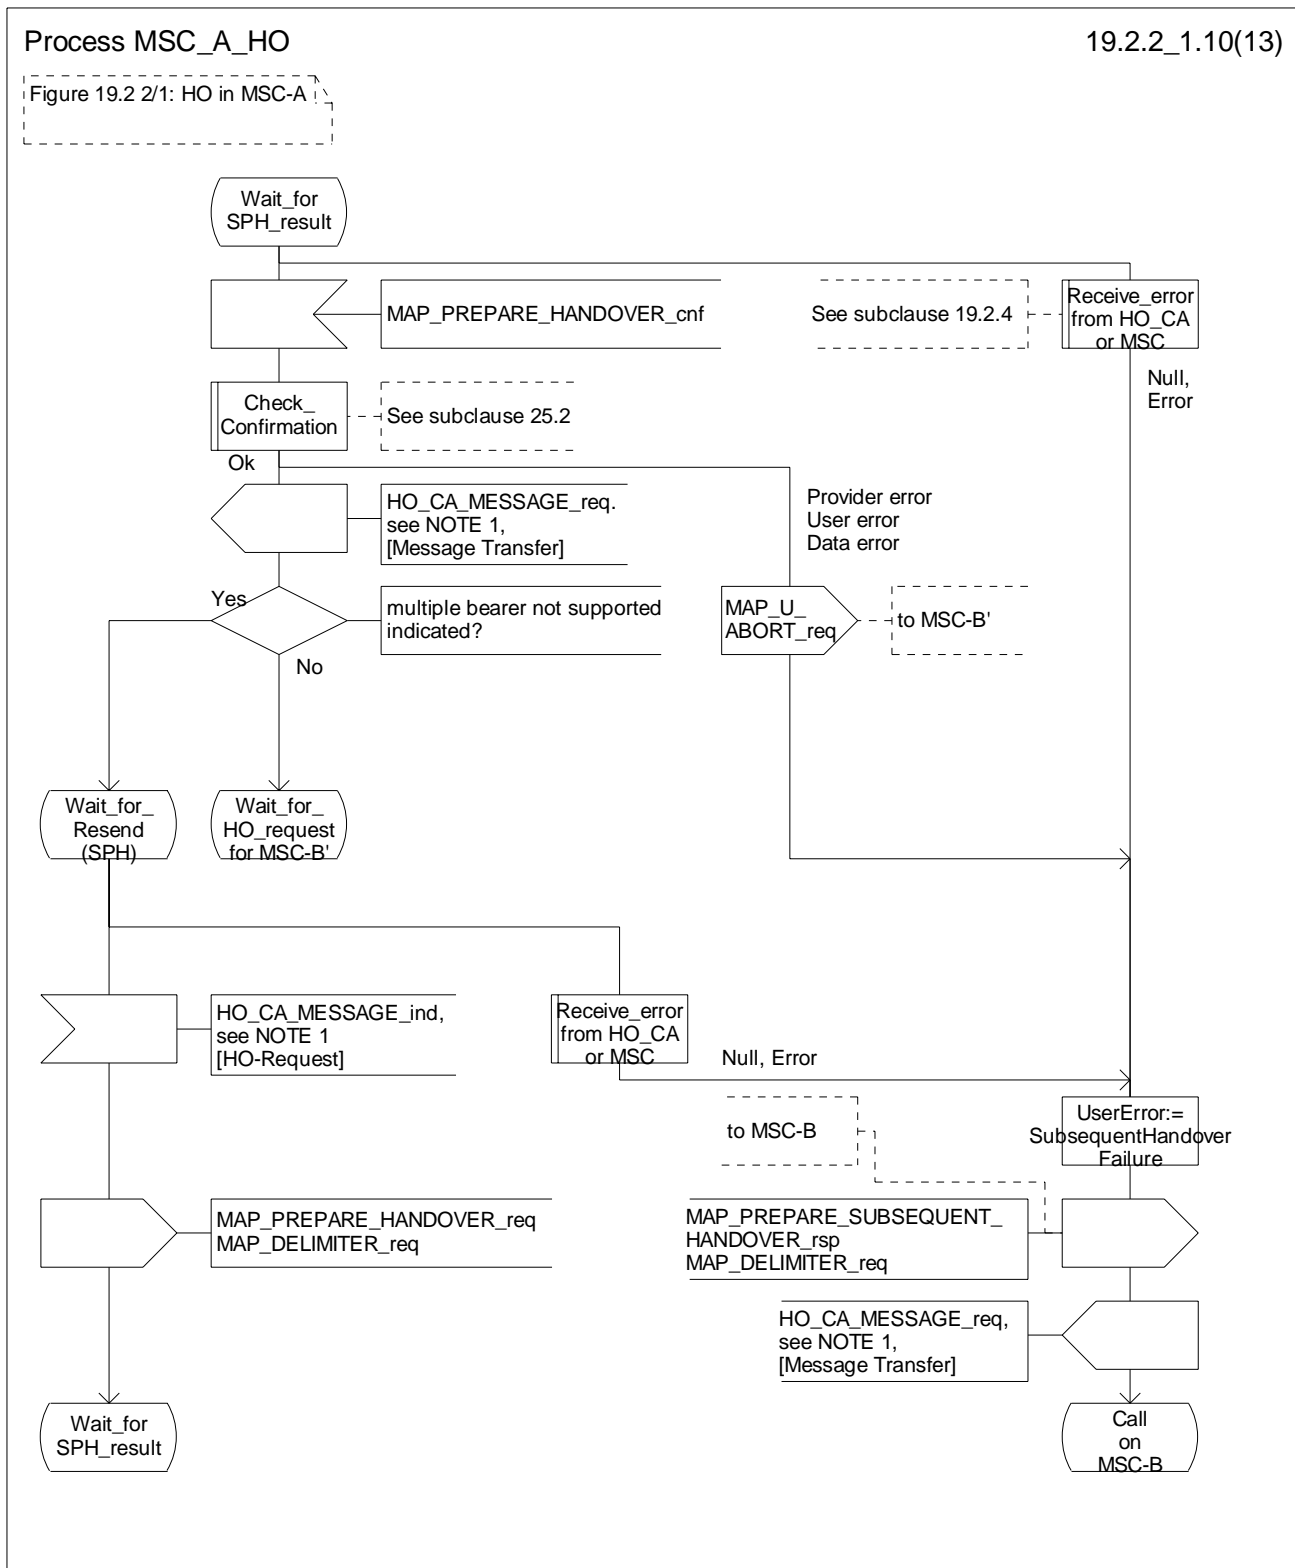 Process MSC_A_HO
19.2.2_1.10(13)
Figure 19.2 2/1: HO in MSC-A
Wait_for
SPH_result
MAP_PREPARE_HANDOVER_cnf
See subclause 19.2.4
Receive_error
from HO_CA
or MSC
Null,
Error
Check_
Confirmation
See subclause 25.2
Ok
HO_CA_MESSAGE_req.
see NOTE 1,
[Message Transfer]
Provider error
User error
Data error
Yes
multiple bearer not supported
indicated?
MAP_U_
ABORT_req
to MSC-B'
No
Wait_for_
Resend
(SPH)
Wait_for_
HO_request
for MSC-B'
HO_CA_MESSAGE_ind,
see NOTE 1
[HO-Request]
Receive_error
from HO_CA
or MSC
Null, Error
to MSC-B
UserError:=
SubsequentHandover
Failure
MAP_PREPARE_HANDOVER_req
MAP_DELIMITER_req
MAP_PREPARE_SUBSEQUENT_
HANDOVER_rsp
MAP_DELIMITER_req
HO_CA_MESSAGE_req,
see NOTE 1,
[Message Transfer]
Wait_for
SPH_result
Call
on
MSC-B